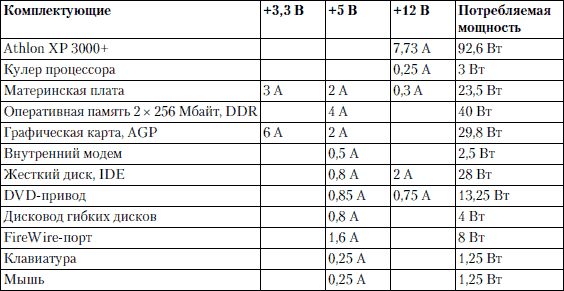 Комплектующие +3,3 В +5 В +12 В Потребляемая мощность
Athlon XP 3000+ 7,73 А 92,6 Вт
Кулер процессора 0,25 А 3 Вт
Материнская плата 3 А 2 А 0,3 А 23,5 Вт
Оперативная память 2 × 256 Мбайт, DDR 4 А 40 Вт
Графическая карта, AGP 6 А 2 А 29,8 Вт
Внутренний модем 0,5 А 2,5 Вт
Жесткий диск, IDE 0,8 А 2 А 28 Вт
DVD-привод 0,85 А 0,75 А 13,25 Вт
Дисковод гибких дисков 0,8 А 4 Вт
FireWire-порт 1,6 А 8 Вт
Клавиатура 0,25 А 1,25 Вт
Мышь 0,25 А 1,25 Вт